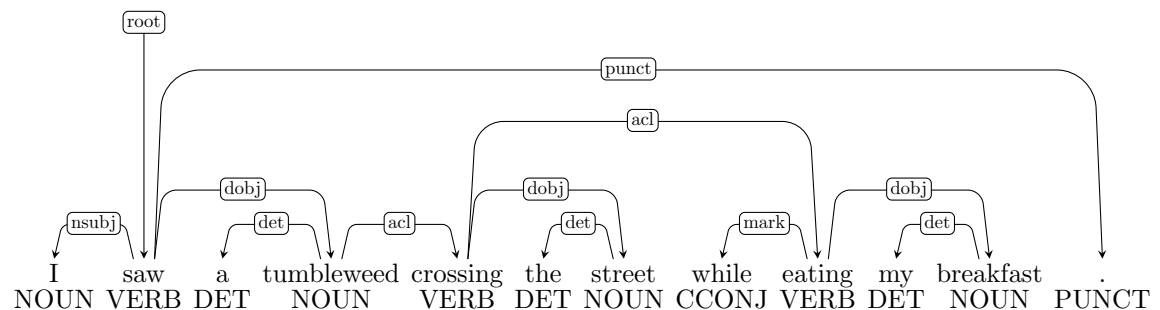 root
punct
acl
dobj dobj dobj
nsubj det acl det mark det
I saw a tumbleweed crossing the street while eating my breakfast .
NOUN VERB DET NOUN VERB DET NOUN CCONJ VERB DET NOUN PUNCT